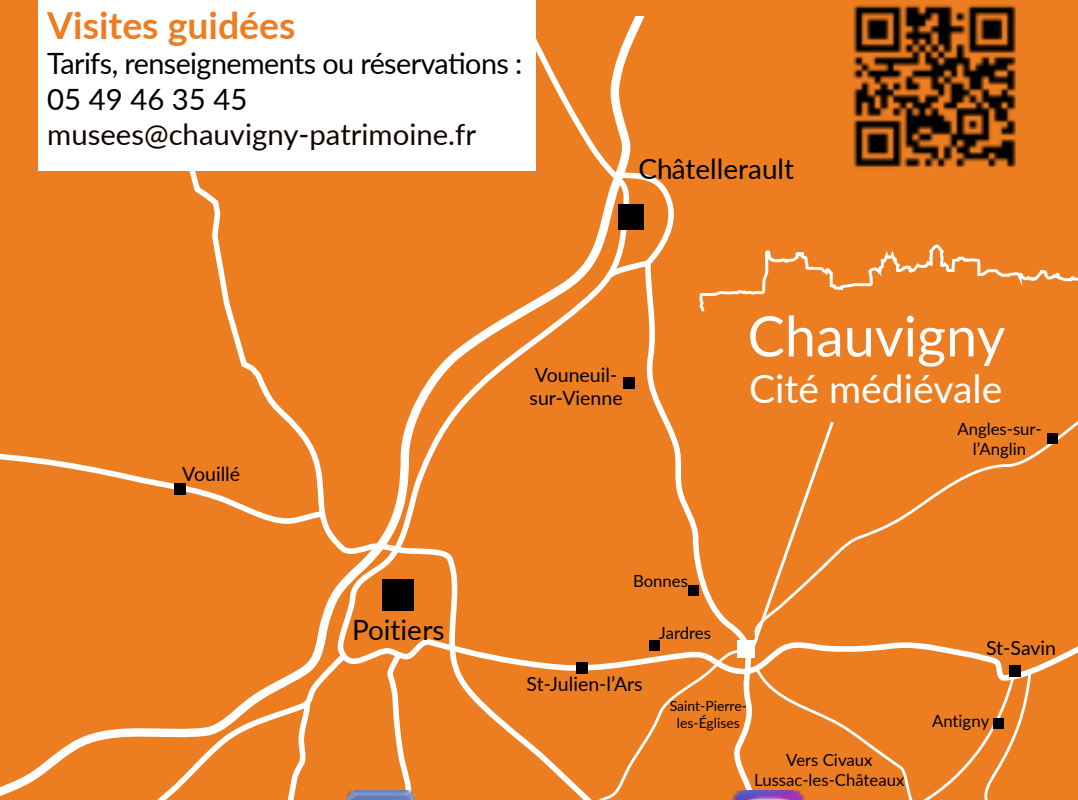 Visites guidées
Tarifs, renseignements ou réservations :
05 49 46 35 45
musees@chauvigny-patrimoine.fr
Châtellerault
Chauvigny
Cité médiévale
Vouneuil-
sur-Vienne
Angles-sur-
l’Anglin
Vouillé
Bonnes
Poitiers
Jardres
St-Savin
St-Julien-l’Ars
Saint-Pierre-
les-Églises
Antigny
Vers Civaux
Lussac-les-Châteaux